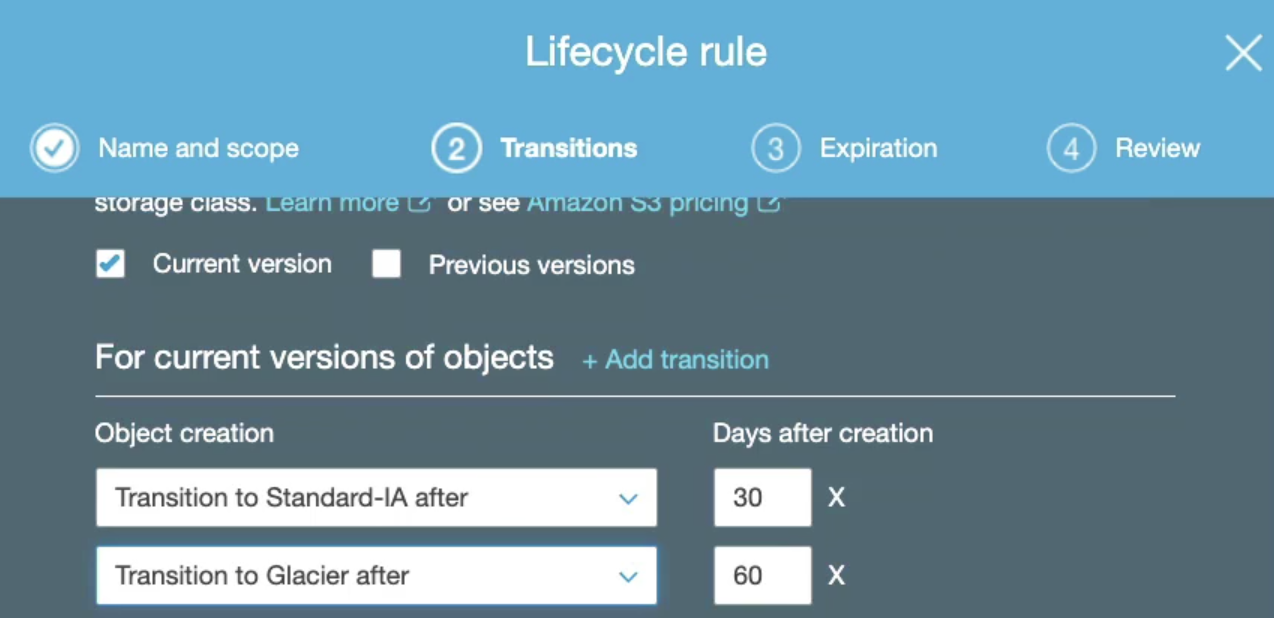 Lifecycle rule
Name and scope 2 Transitions 3 Expiration 4 Review
storage class. Learn more or see Amazon S3 pricing
Current version Previous versions
For current versions of objects + Add transition
Object creation Days after creation
Transition to Standard-IA after 30 X
Transition to Glacier after 60 X